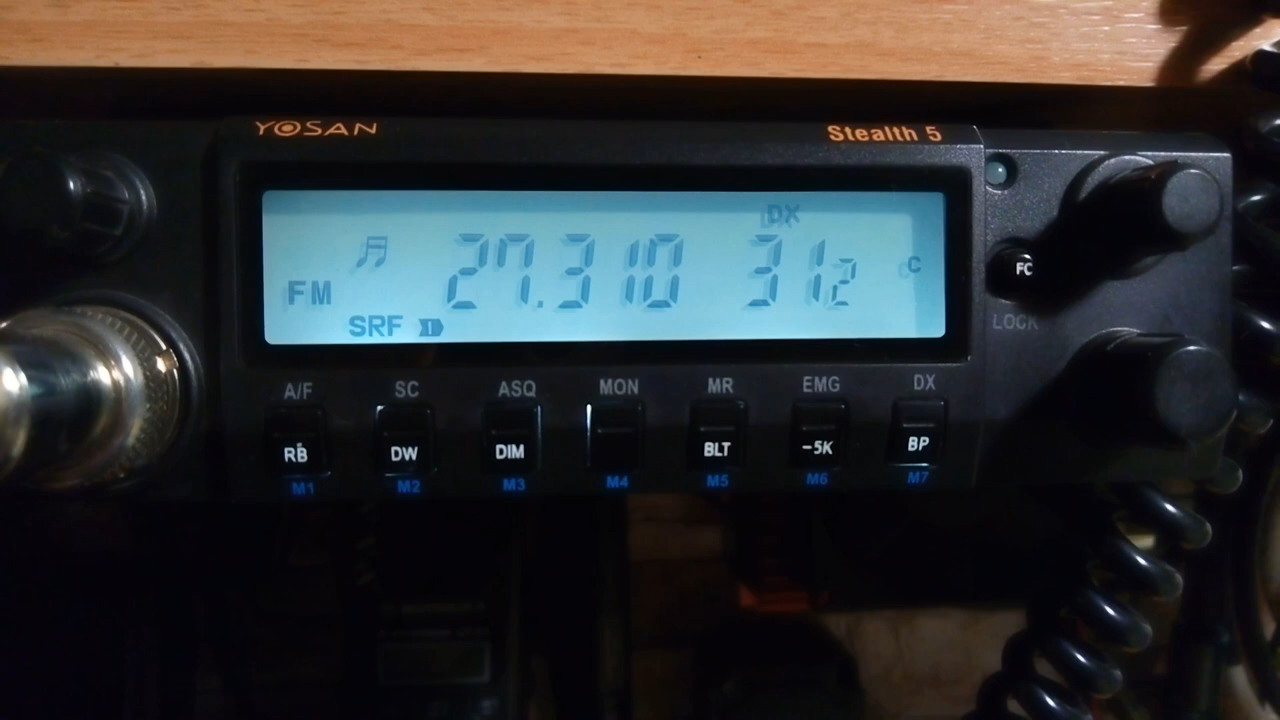 YOSAN Stealth 5
DX
FM 27.310 31 2 C
SRF I
FC
LOCK
A/F SC ASQ MON MR EMG DX
RB DW DIM BLT -5K BP
M1 M2 M3 M4 M5 M6 M7